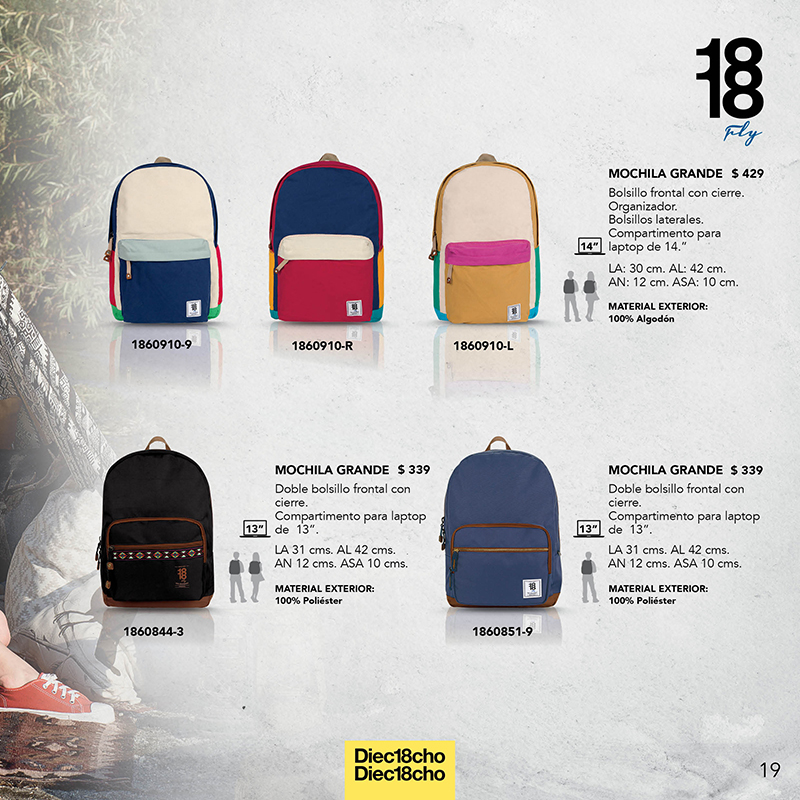 18
18
Fly
MOCHILA GRANDE $ 429
Bolsillo frontal con cierre.
Organizador.
Bolsillos laterales.
Compartimento para
laptop de 14.”
14”
LA: 30 cm. AL: 42 cm.
AN: 12 cm. ASA: 10 cm.
MATERIAL EXTERIOR:
100% Algodón
1860910-9
1860910-R
1860910-L
MOCHILA GRANDE $ 339
Doble bolsillo frontal con
cierre.
Compartimento para laptop
de 13”.
13”
LA 31 cms. AL 42 cms.
AN 12 cms. ASA 10 cms.
MATERIAL EXTERIOR:
100% Poliéster
1860844-3
MOCHILA GRANDE $ 339
Doble bolsillo frontal con
cierre.
Compartimento para laptop
de 13”.
13”
LA 31 cms. AL 42 cms.
AN 12 cms. ASA 10 cms.
MATERIAL EXTERIOR:
100% Poliéster
1860851-9
Diec18cho
Diec18cho
19